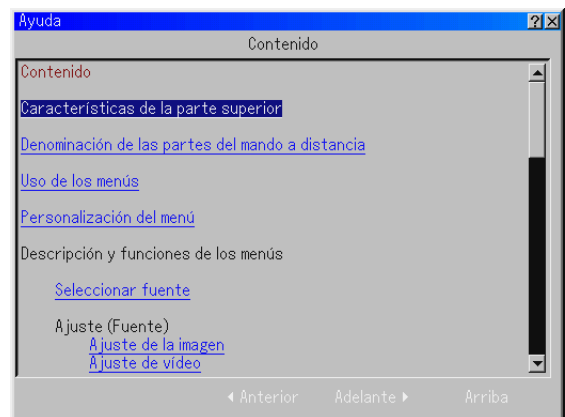 Ayuda
Contenido
Contenido
Características de la parte superior
Denominación de las partes del mando a distancia
Uso de los menús
Personalización del menú
Descripción y funciones de los menús
Seleccionar fuente
Ajuste (Fuente)
Ajuste de la imagen
Ajuste de vídeo
Anterior Adelante Arriba